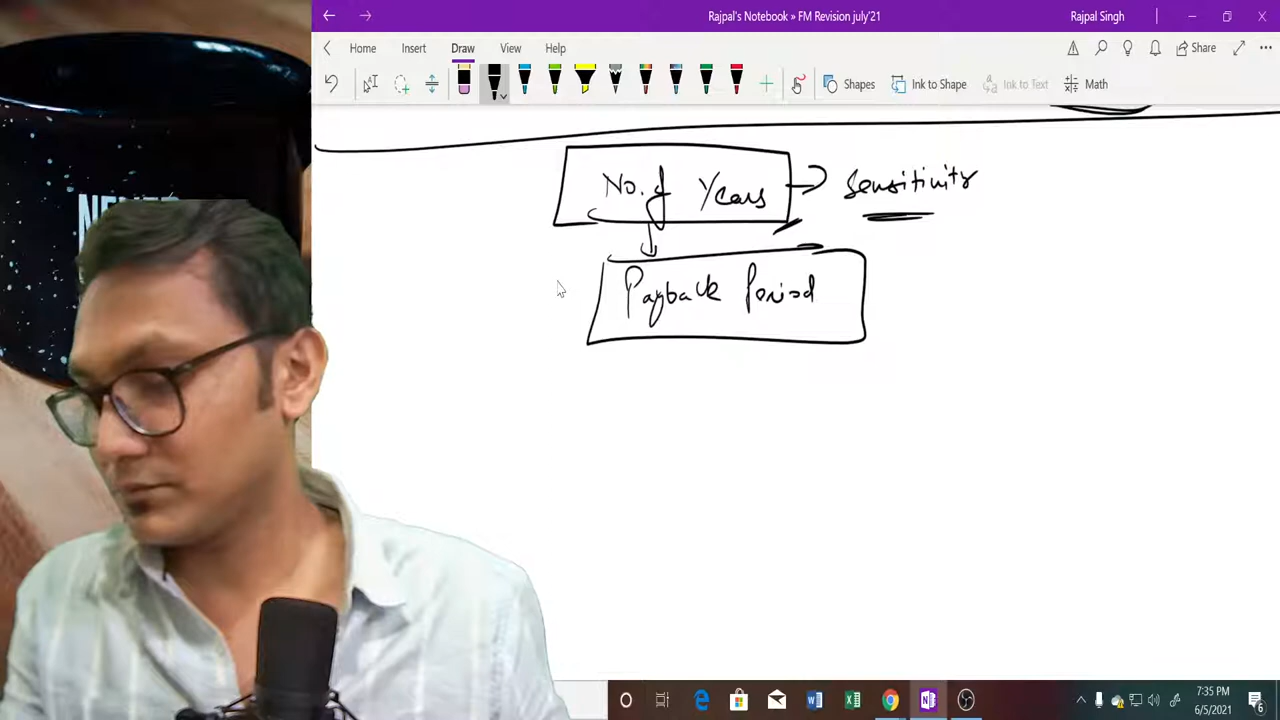 Rajpal's Notebook » FM Revision july'21
Rajpal Singh
Home Insert Draw View Help
Share
Shapes
Ink to Shape
Ink to Text
Math
No. of Years → Sensitivity
Payback Period
7:35 PM
6/5/2021
6